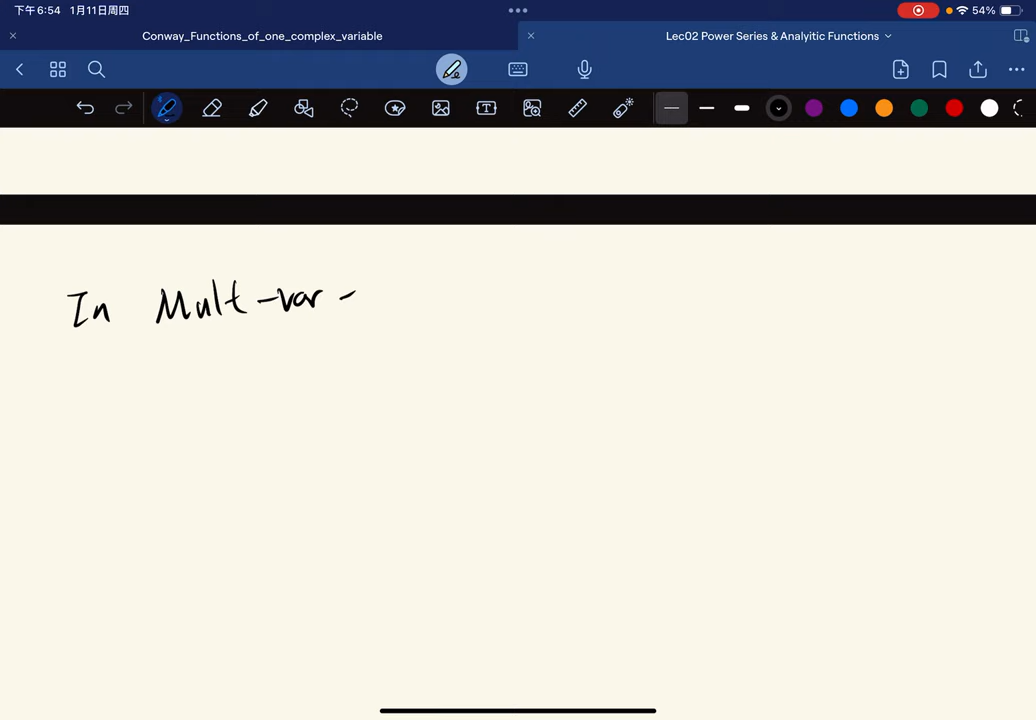 下午6:54 1月11日周四
54%
Conway_Functions_of_one_complex_variable
Lec02 Power Series & Analyitic Functions
In Mult-var -